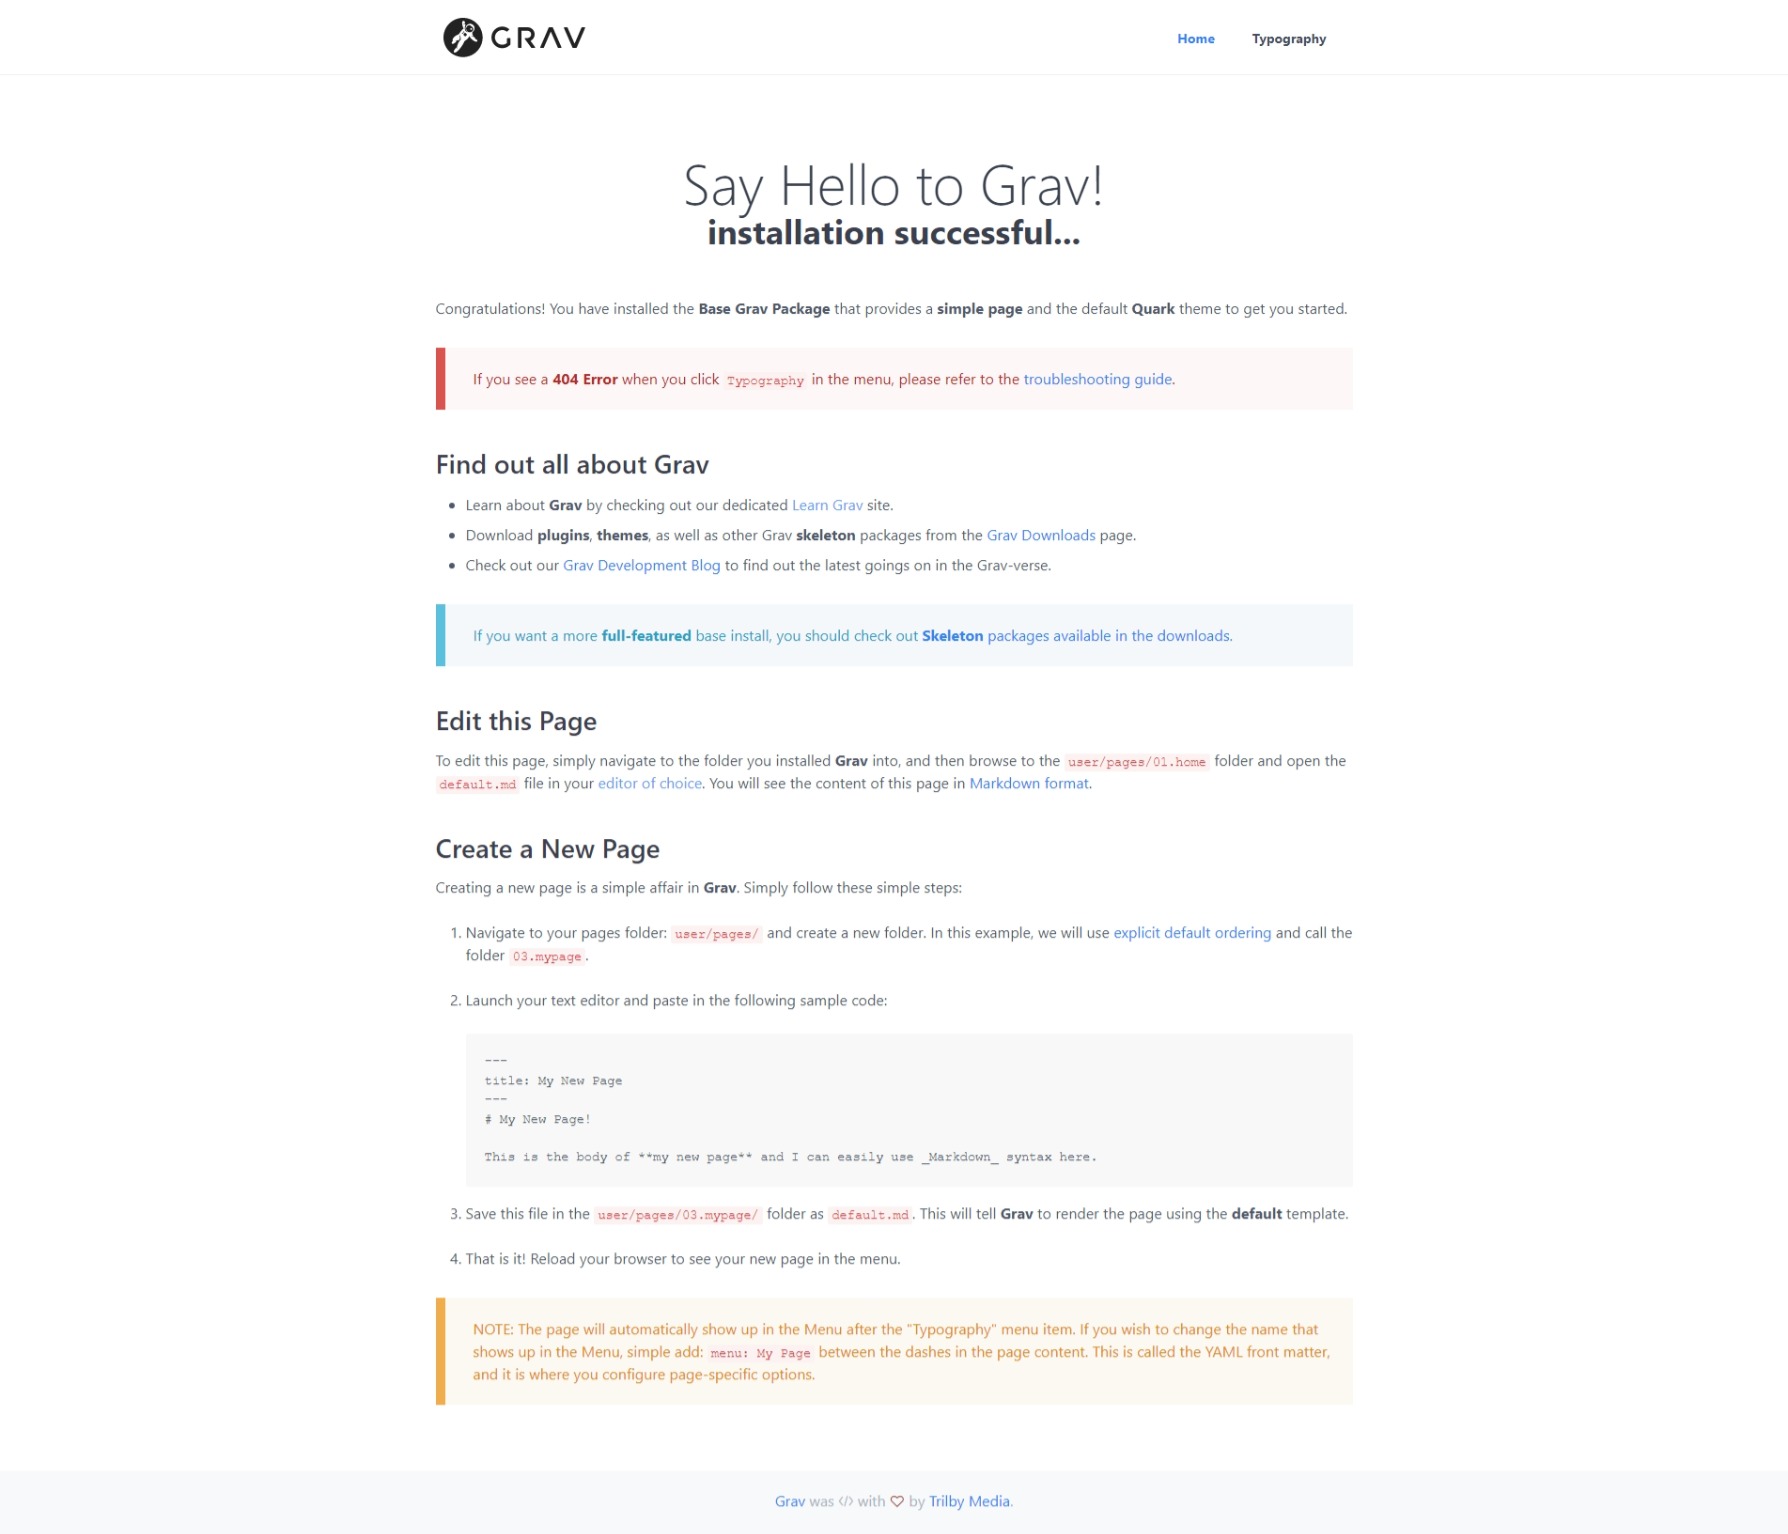 GRAV
Home Typography
Say Hello to Grav!
installation successful...
Congratulations! You have installed the Base Grav Package that provides a simple page and the default Quark theme to get you started.
If you see a 404 Error when you click Typography in the menu, please refer to the troubleshooting guide.
Find out all about Grav
• Learn about Grav by checking out our dedicated Learn Grav site.
• Download plugins, themes, as well as other Grav skeleton packages from the Grav Downloads page.
• Check out our Grav Development Blog to find out the latest goings on in the Grav-verse.
If you want a more full-featured base install, you should check out Skeleton packages available in the downloads.
Edit this Page
To edit this page, simply navigate to the folder you installed Grav into, and then browse to the user/pages/01.home folder and open the
default.md file in your editor of choice. You will see the content of this page in Markdown format.
Create a New Page
Creating a new page is a simple affair in Grav. Simply follow these simple steps:
1. Navigate to your pages folder: user/pages/ and create a new folder. In this example, we will use explicit default ordering and call the
folder 03.mypage.
2. Launch your text editor and paste in the following sample code:
---
title: My New Page
---
# My New Page!
This is the body of **my new page** and I can easily use _Markdown_ syntax here.
3. Save this file in the user/pages/03.mypage/ folder as default.md. This will tell Grav to render the page using the default template.
4. That is it! Reload your browser to see your new page in the menu.
NOTE: The page will automatically show up in the Menu after the "Typography" menu item. If you wish to change the name that
shows up in the Menu, simple add: menu: My Page between the dashes in the page content. This is called the YAML front matter,
and it is where you configure page-specific options.
Grav was </> with ♡ by Trilby Media.